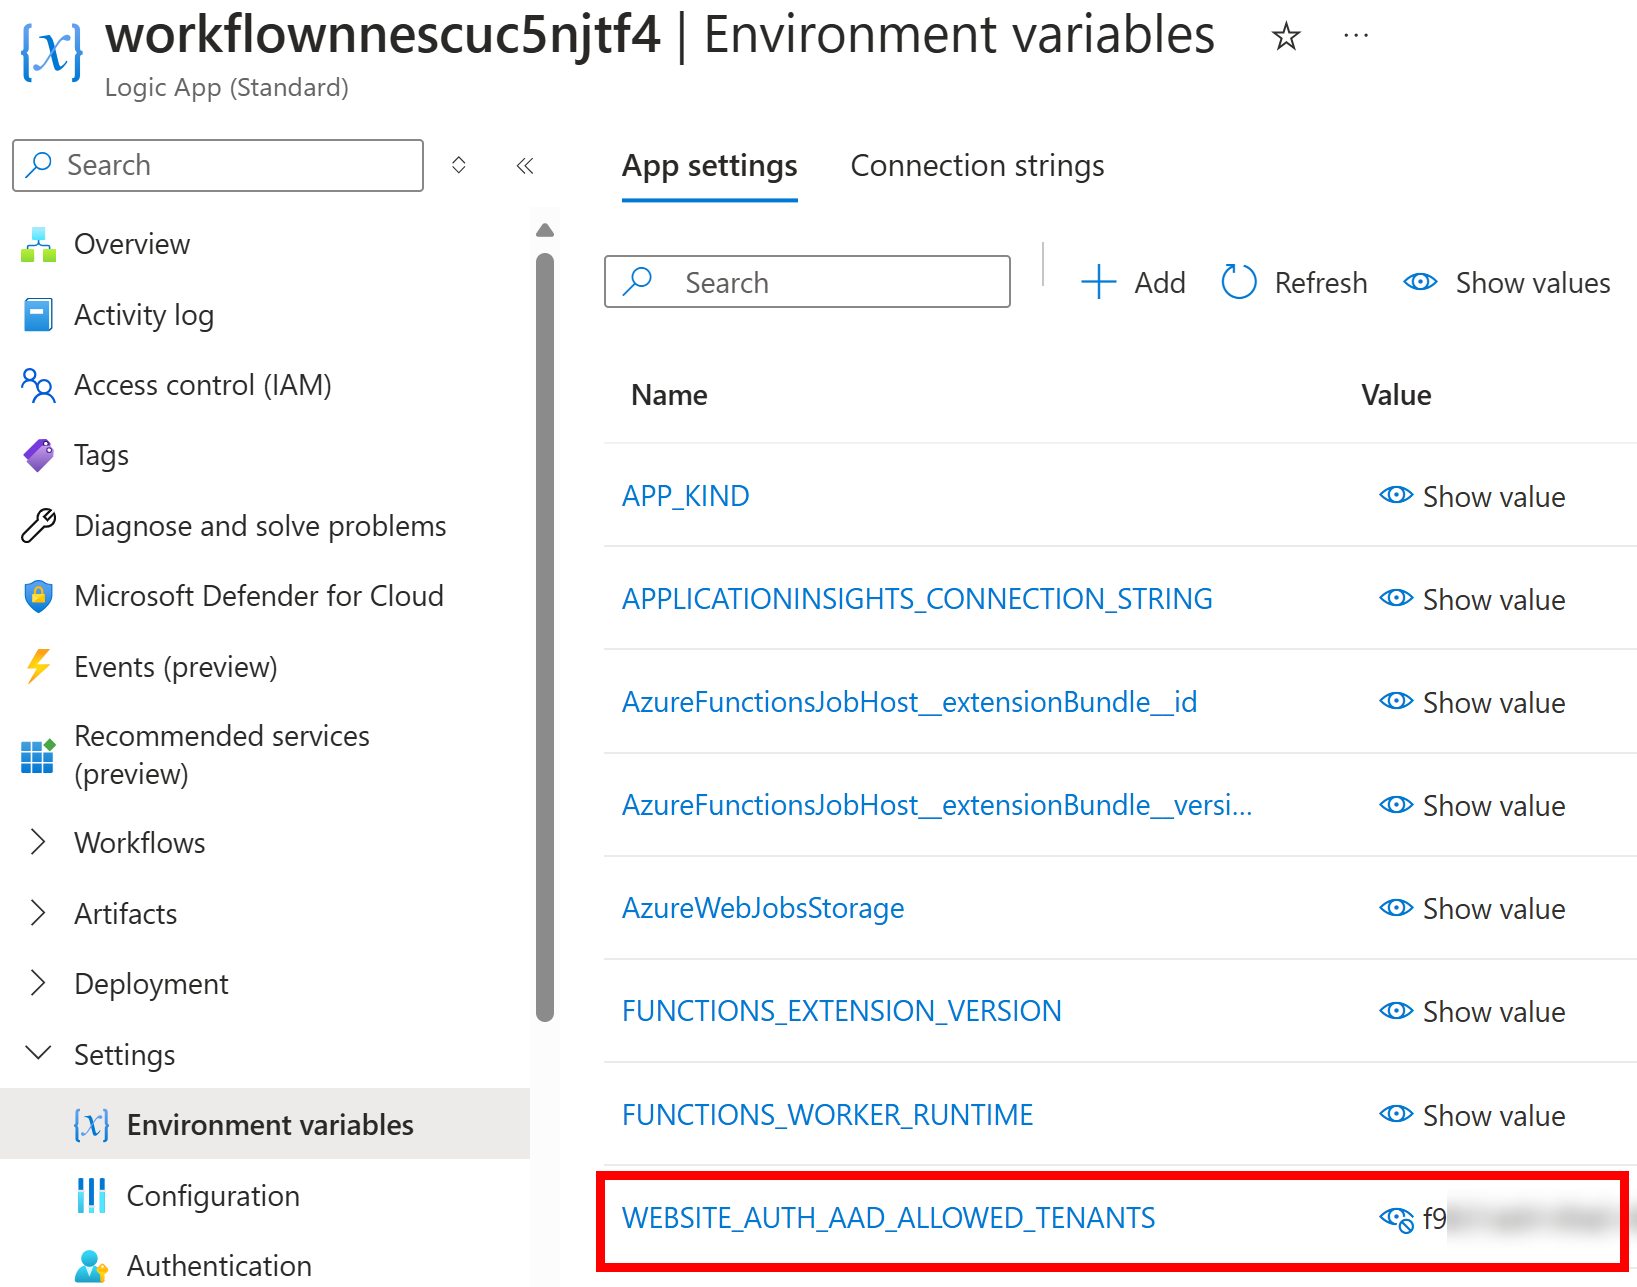 workflownnescuc5njtf4 | Environment variables
Logic App (Standard)
Search
Overview
Activity log
Access control (IAM)
Tags
Diagnose and solve problems
Microsoft Defender for Cloud
Events (preview)
Recommended services
(preview)
Workflows
Artifacts
Deployment
Settings
Environment variables
Configuration
Authentication
App settings Connection strings
Search Add Refresh Show values
Name Value
APP_KIND Show value
APPLICATIONINSIGHTS_CONNECTION_STRING Show value
AzureFunctionsJobHost__extensionBundle__id Show value
AzureFunctionsJobHost__extensionBundle__versi... Show value
AzureWebJobsStorage Show value
FUNCTIONS_EXTENSION_VERSION Show value
FUNCTIONS_WORKER_RUNTIME Show value
WEBSITE_AUTH_AAD_ALLOWED_TENANTS f9